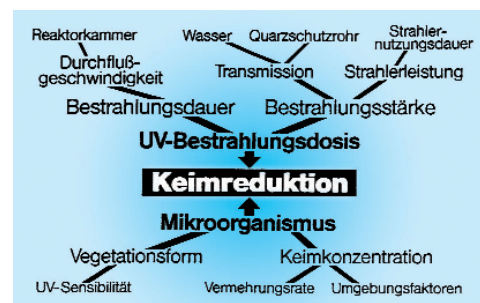 Reaktorkammer
Wasser
Quarzschutzrohr
Strahler-
nutzungsdauer
Durchfluß-
geschwindigkeit
Transmission
Strahlerleistung
Bestrahlungsdauer
Bestrahlungsstärke
UV-Bestrahlungsdosis
Keimreduktion
Mikroorganismus
Vegetationsform
Keimkonzentration
UV-Sensibilität
Vermehrungsrate
Umgebungsfaktoren